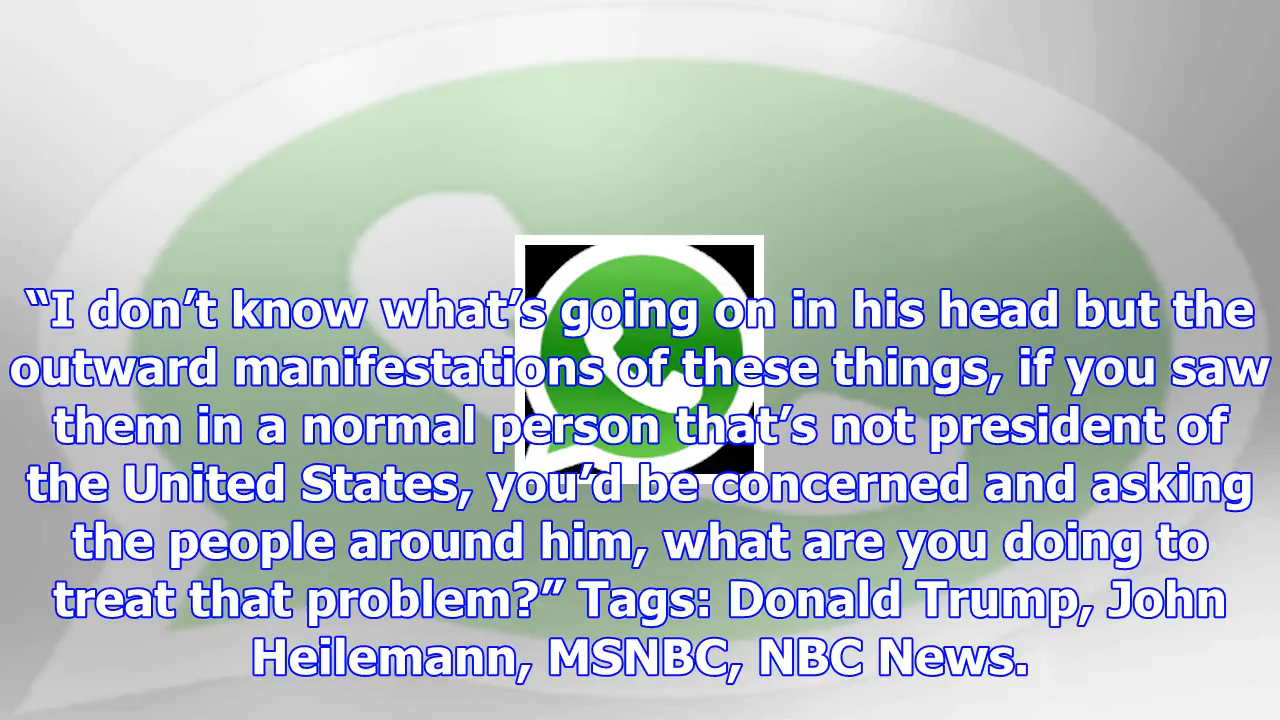 “I don’t know what’s going on in his head but the
outward manifestations of these things, if you saw
them in a normal person that’s not president of
the United States, you’d be concerned and asking
the people around him, what are you doing to
treat that problem?” Tags: Donald Trump, John
Heilemann, MSNBC, NBC News.